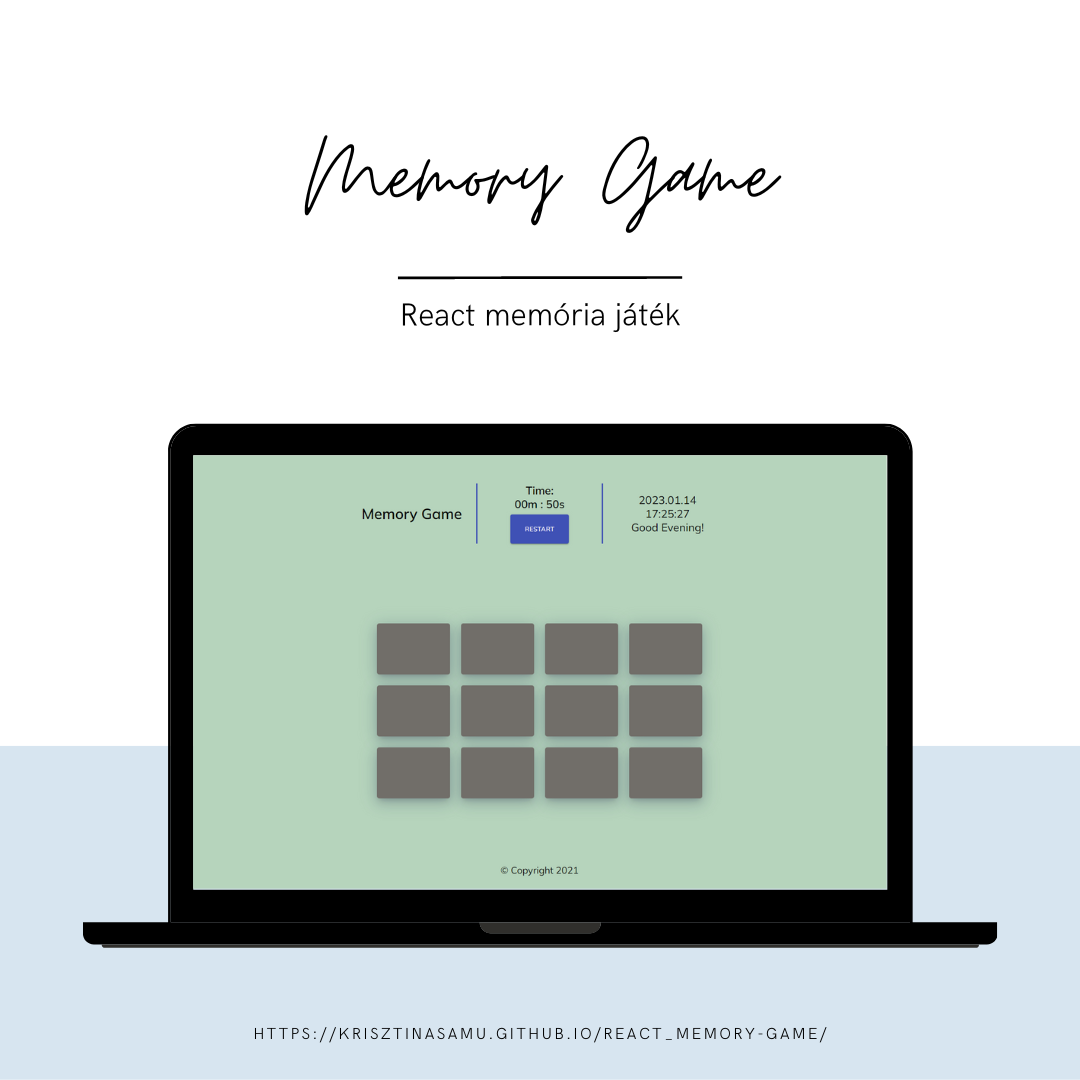 Memory Game
React memória játék
Memory Game
Time:
00m : 50s
RESTART
2023.01.14
17:25:27
Good Evening!
© Copyright 2021
HTTPS://KRISZTINASAMU.GITHUB.IO/REACT_MEMORY-GAME/